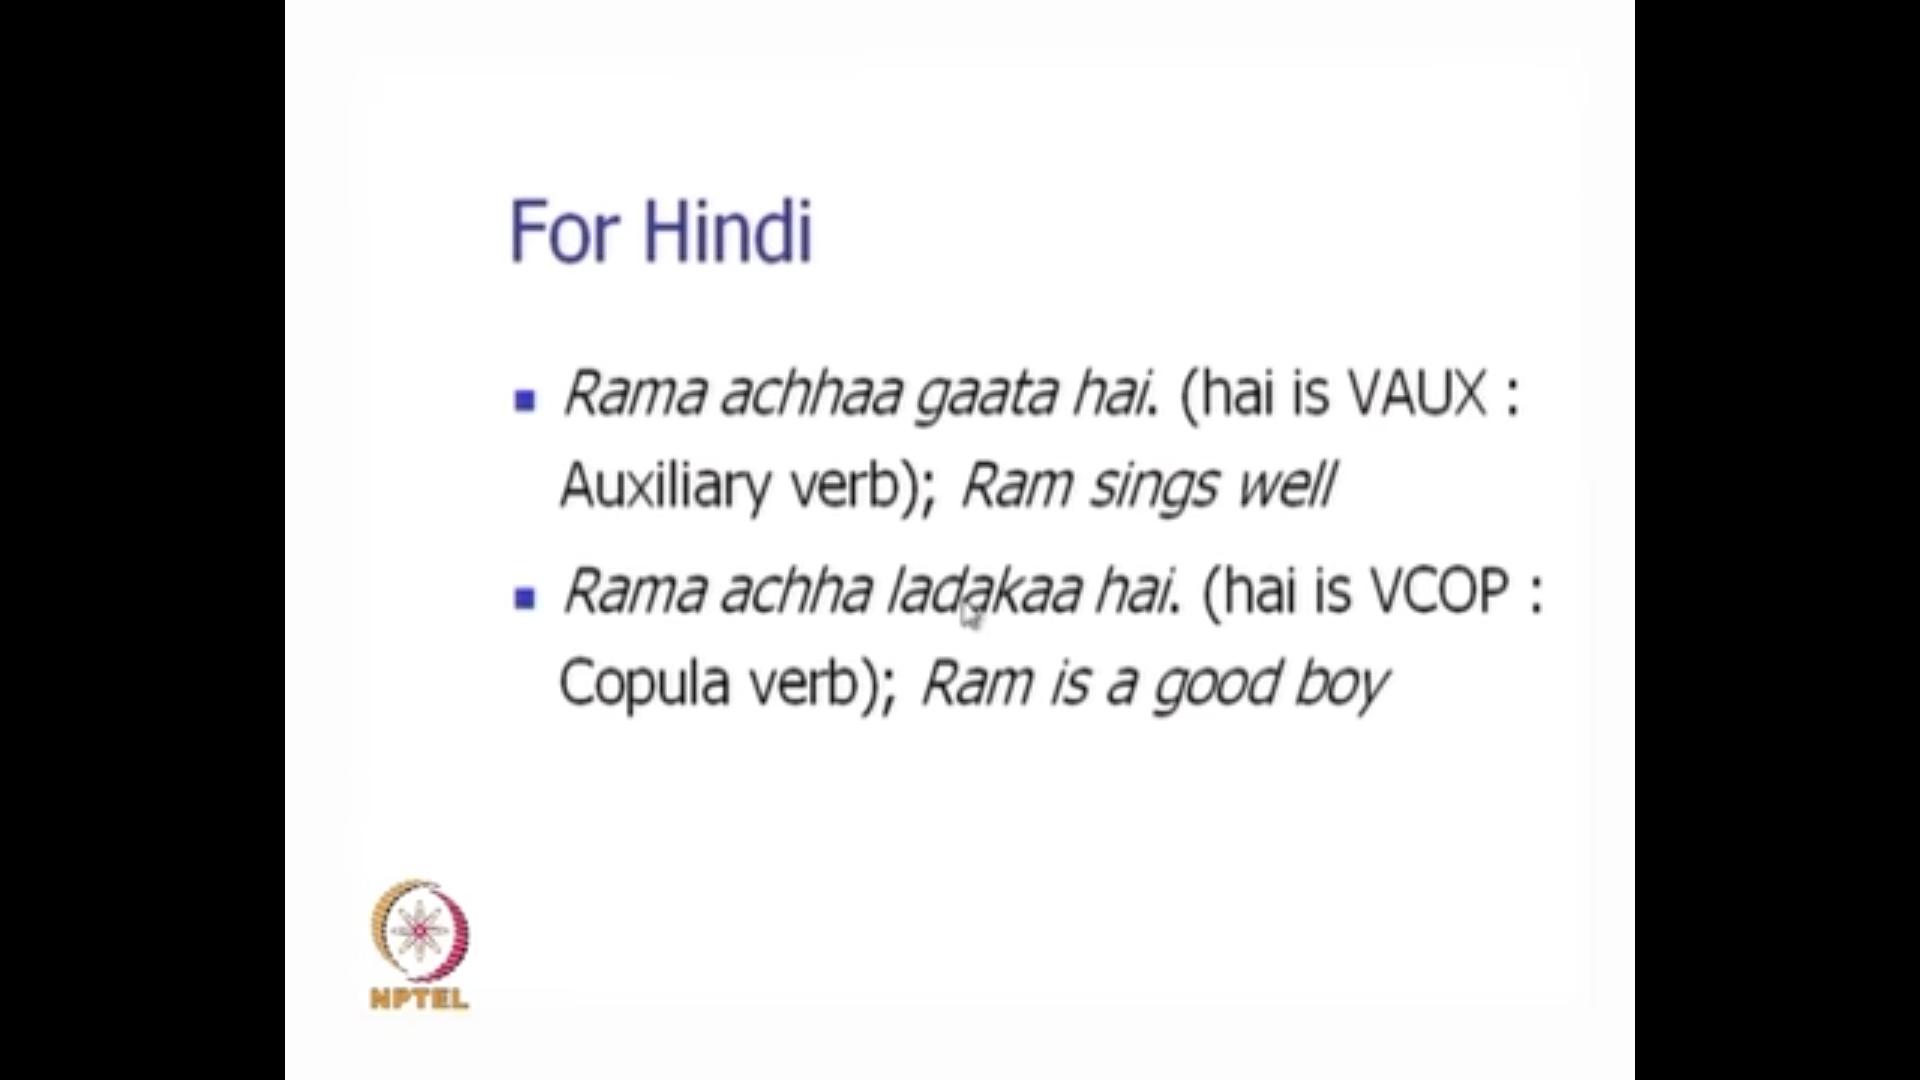 For Hindi
Rama achhaa gaata hai. (hai is VAUX :
Auxiliary verb); Ram sings well
Rama achha ladakaa hai. (hai is VCOP :
Copula verb); Ram is a good boy
NPTEL